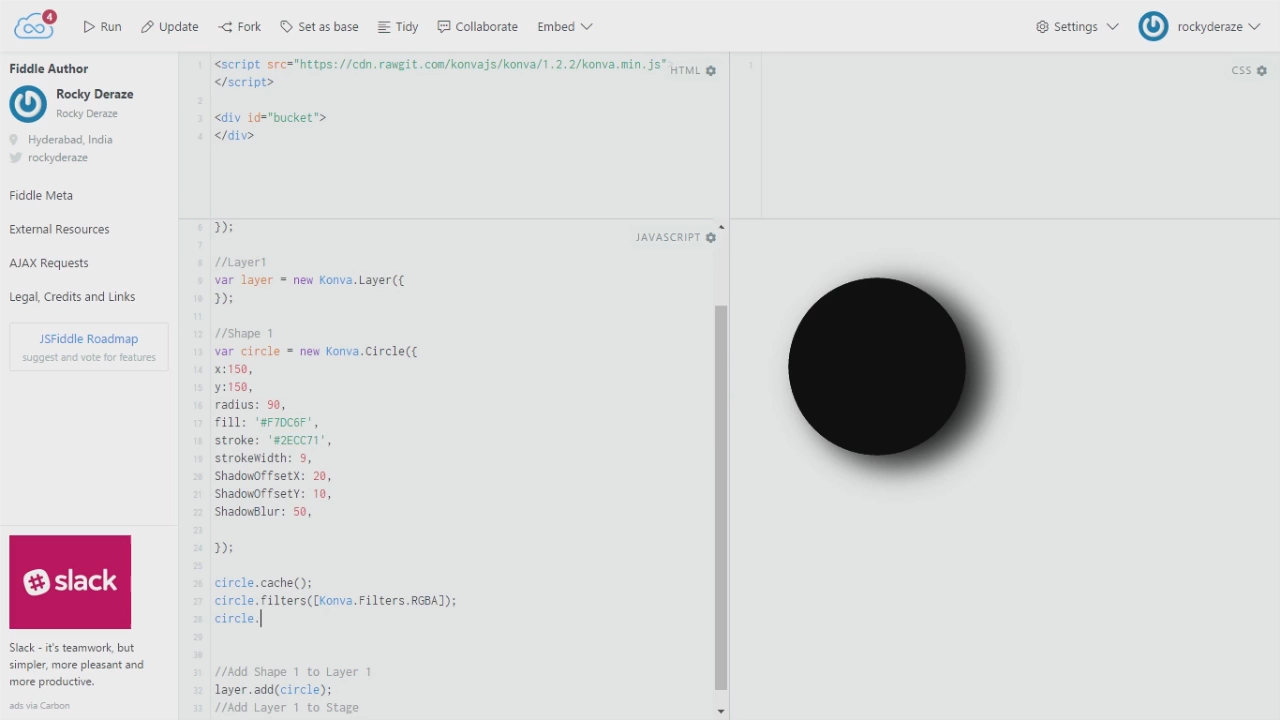 4
Run
Update
Fork
Set as base
Tidy
Collaborate
Embed
Settings
rockyderaze
Fiddle Author
Rocky Deraze
Rocky Deraze
Hyderabad, India
rockyderaze
Fiddle Meta
External Resources
AJAX Requests
Legal, Credits and Links
JSFiddle Roadmap
suggest and vote for features
slack
Slack - it's teamwork, but
simpler, more pleasant and
more productive.
ads via Carbon
HTML
1 <script src="https://cdn.rawgit.com/konvajs/konva/1.2.2/konva.min.js">
</script>
2
3 <div id="bucket">
4 </div>
JAVASCRIPT
6 });
7
8 //Layer1
9 var layer = new Konva.Layer({
10 });
11
12 //Shape 1
13 var circle = new Konva.Circle({
14 x:150,
15 y:150,
16 radius: 90,
17 fill: '#F7DC6F',
18 stroke: '#2ECC71',
19 strokeWidth: 9,
20 ShadowOffsetX: 20,
21 ShadowOffsetY: 10,
22 ShadowBlur: 50,
23
24 });
25
26 circle.cache();
27 circle.filters([Konva.Filters.RGBA]);
28 circle.
29
30
31 //Add Shape 1 to Layer 1
32 layer.add(circle);
33 //Add Layer 1 to Stage
1
CSS